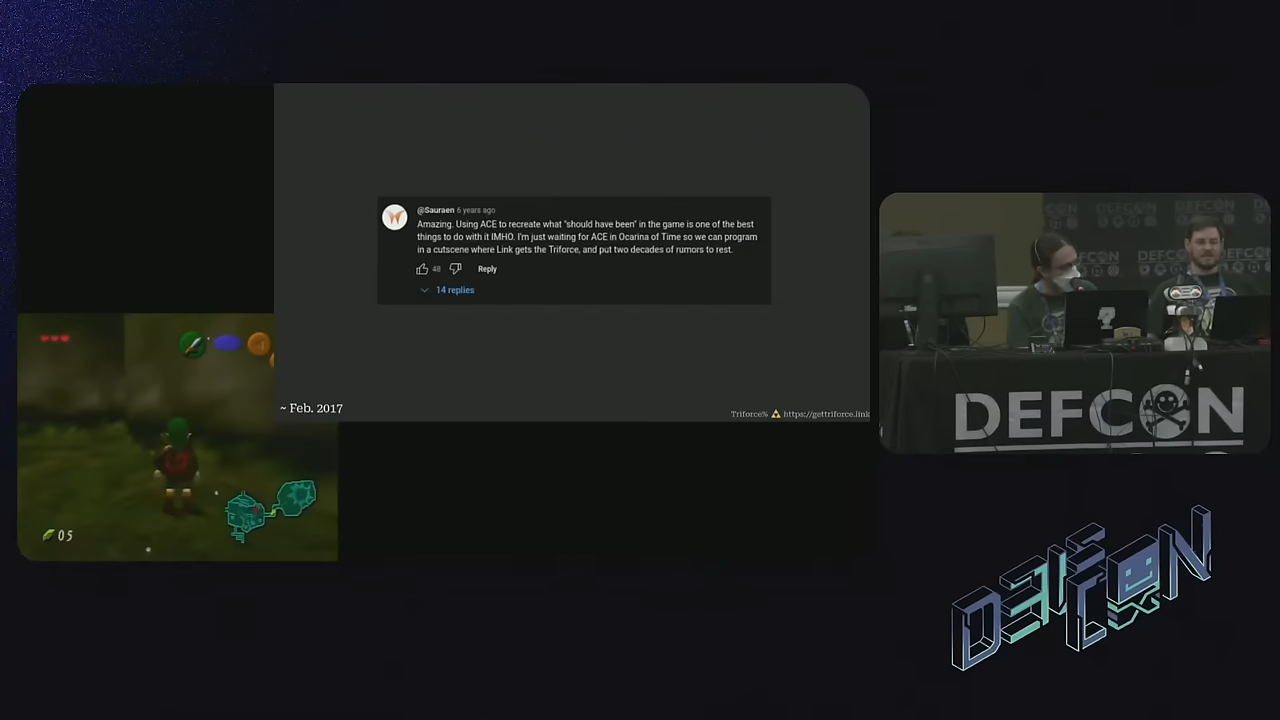 @Sauraen 6 years ago
Amazing. Using ACE to recreate what "should have been" in the game is one of the best
things to do with it IMHO. I'm just waiting for ACE in Ocarina of Time so we can program
in a cutscene where Link gets the Triforce, and put two decades of rumors to rest.
48
Reply
14 replies
~ Feb. 2017
Triforce% https://gettriforce.link
05
DEFCON
DEFCON